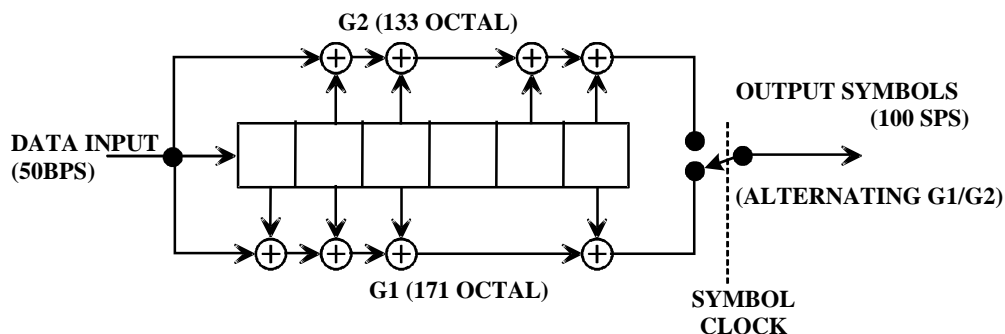 G2 (133 OCTAL)
OUTPUT SYMBOLS
(100 SPS)
DATA INPUT
(50BPS)
(ALTERNATING G1/G2)
G1 (171 OCTAL)
SYMBOL
CLOCK